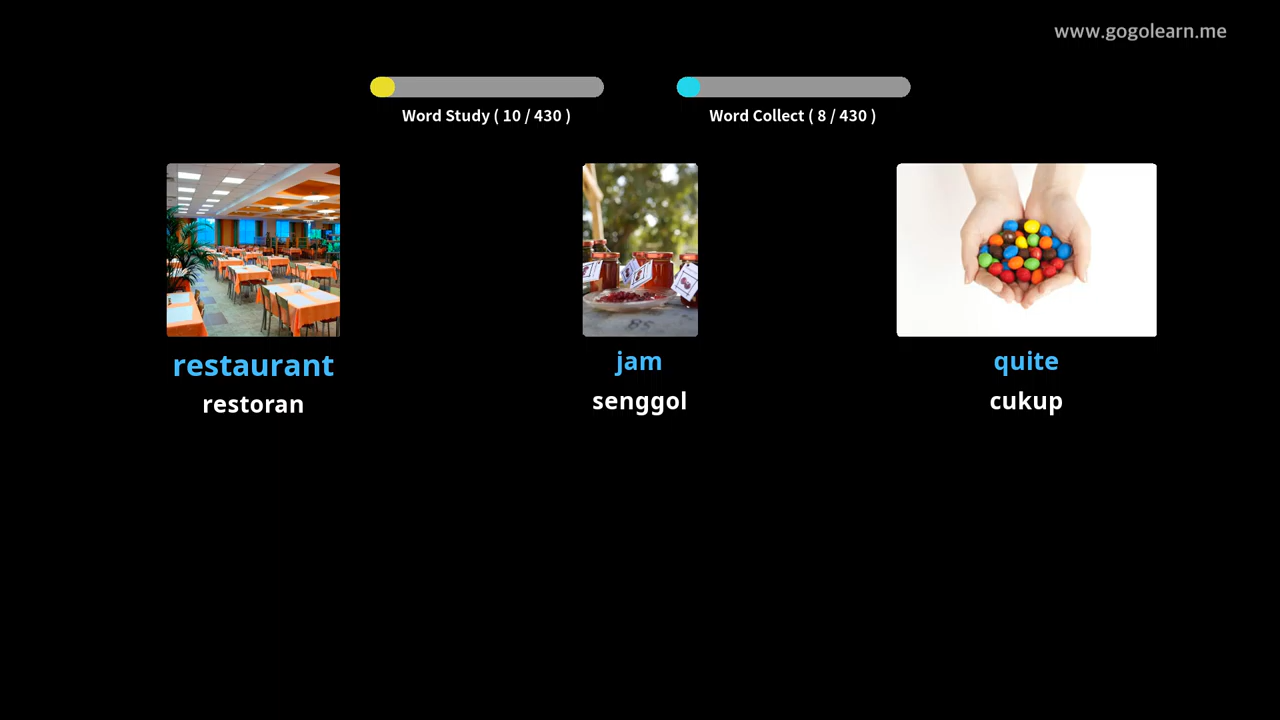 www.gogolearn.me
Word Study ( 10 / 430 )
Word Collect ( 8 / 430 )
restaurant
restoran
jam
senggol
quite
cukup